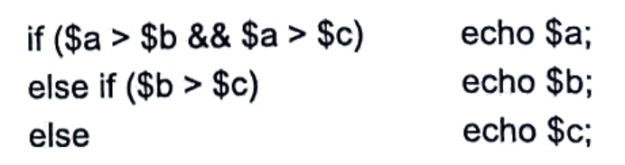 if ($a > $b && $a > $c) echo $a;
else if ($b > $c) echo $b;
else echo $c;